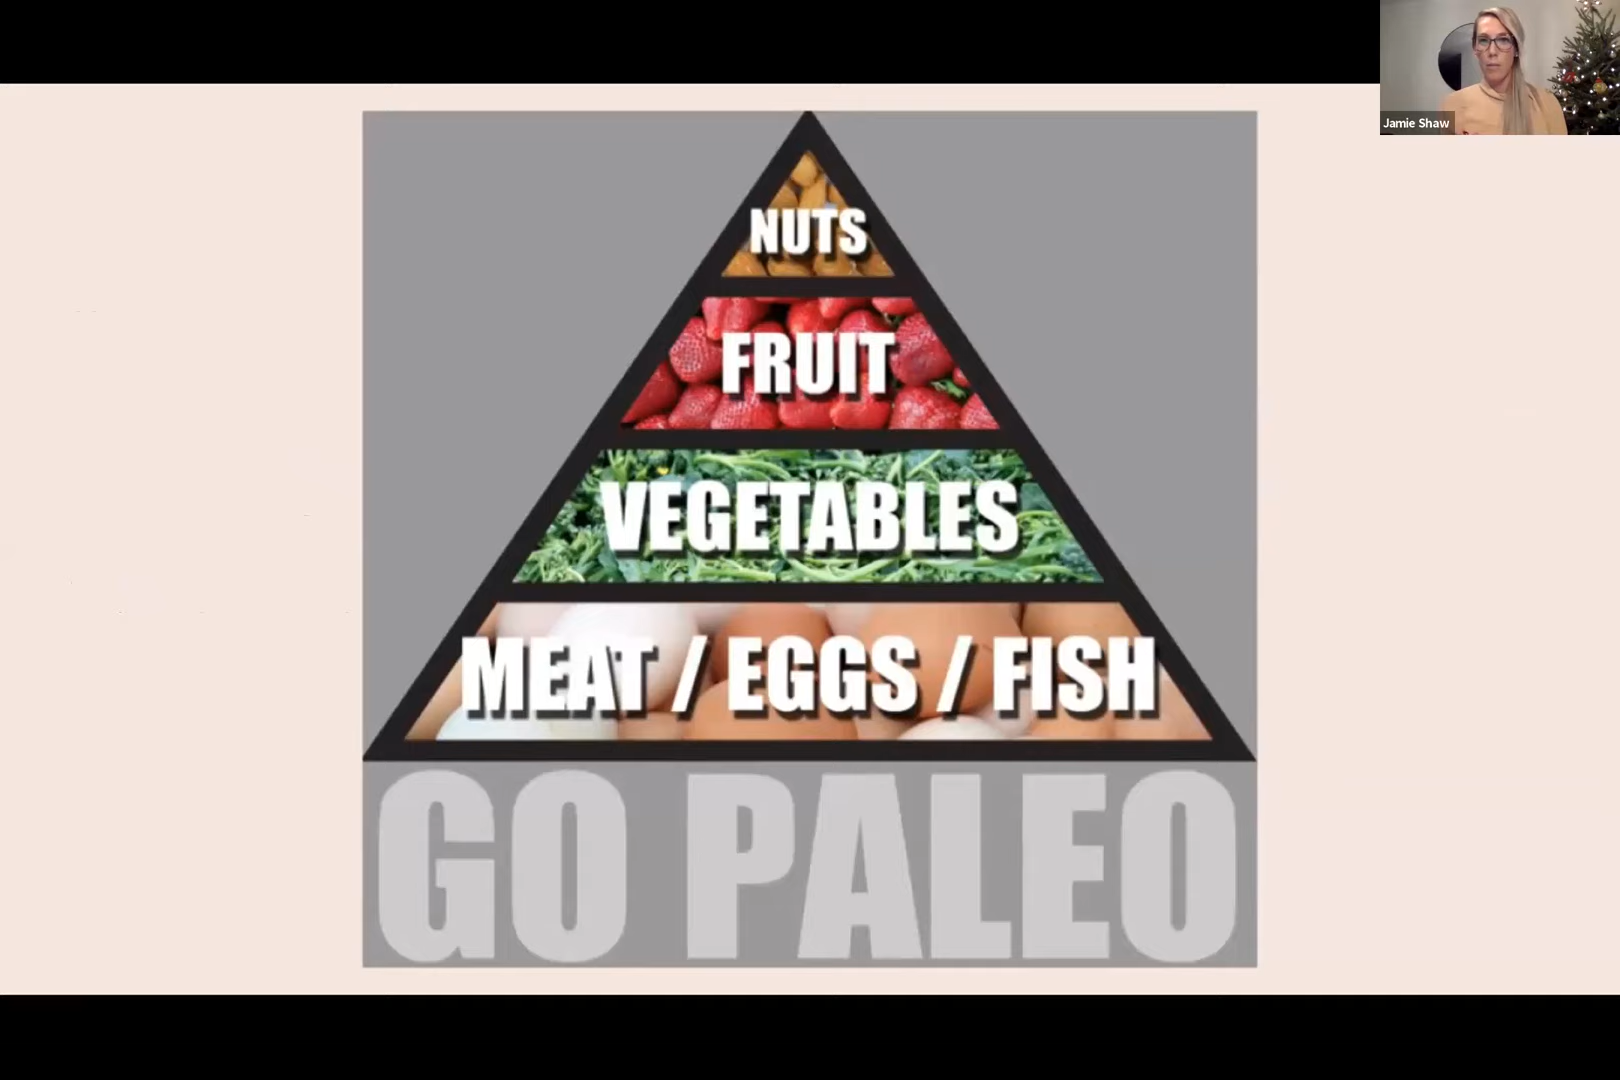 Jamie Shaw
NUTS
FRUIT
VEGETABLES
MEAT / EGGS / FISH
GO PALEO